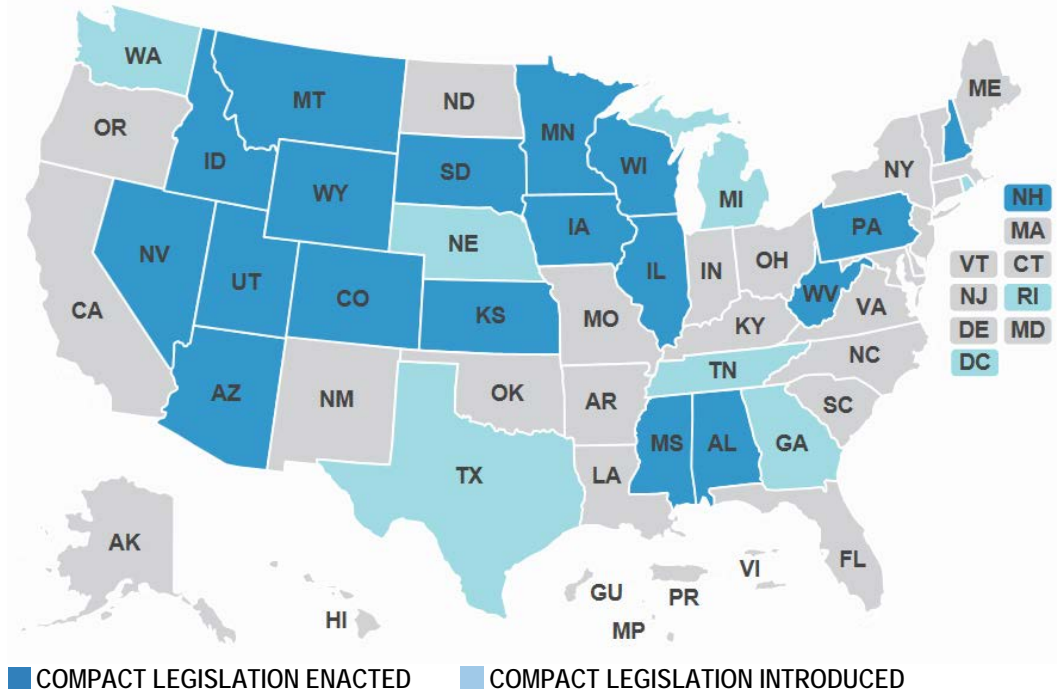 WA
MT
ND
ME
OR
MN
ID
SD
WI
NY
WY
MI
NH
IA
PA
MA
NE
NV
IL
IN
OH
VT
CT
UT
CO
WV
NJ
RI
CA
KS
MO
KY
VA
DE
MD
NC
TN
DC
AZ
NM
OK
AR
SC
MS
AL
GA
TX
LA
AK
FL
VI
GU
PR
HI
MP
COMPACT LEGISLATION ENACTED
COMPACT LEGISLATION INTRODUCED